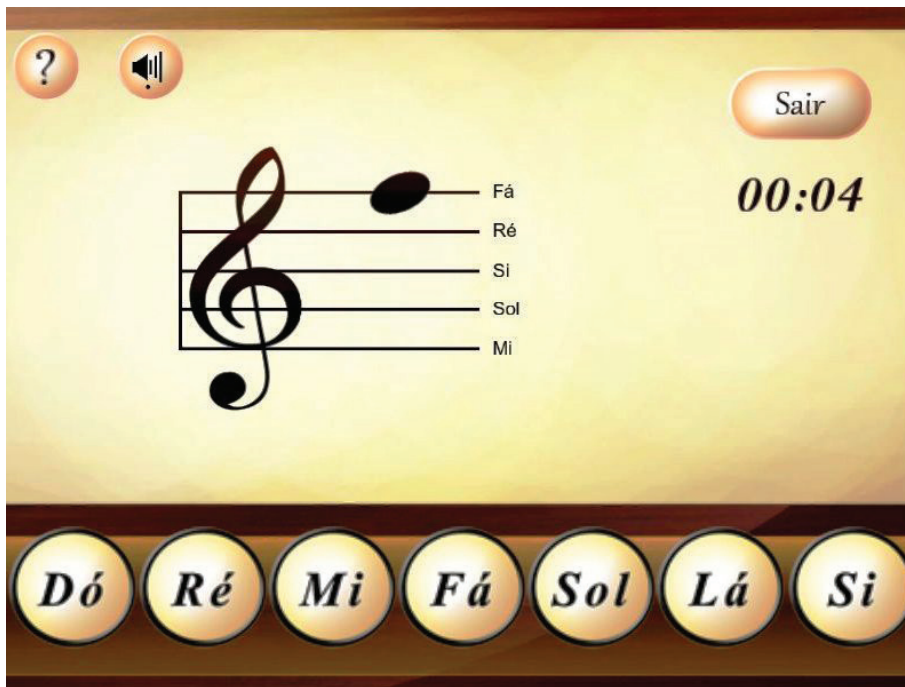 ?
Sair
00:04
Fá
Ré
Si
Sol
Mi
Dó Ré Mi Fá Sol Lá Si